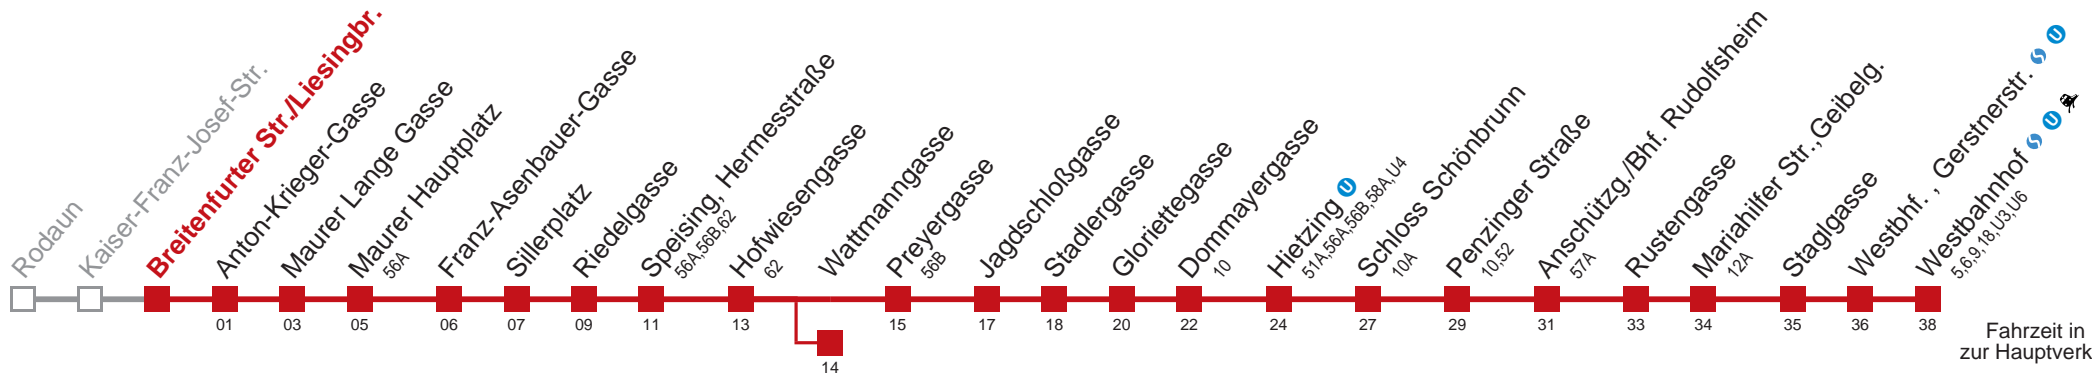 Rodaun
Kaiser-Franz-Josef-Str.
Breitenfurter Str./Liesingbr.
Anton-Krieger-Gasse
01
Maurer Lange Gasse
03
Maurer Hauptplatz
56A
05
Franz-Asenbauer-Gasse
06
Sillerplatz
07
Riedelgasse
09
Speising, Hermesstraße
56A,56B,62
11
Hofwiesengasse
62
13
Wattmanngasse
14
Preyergasse
56B
15
Jagdschloßgasse
17
Stadlergasse
18
Gloriettegasse
20
Dommayergasse
10
22
Hietzing U
51A,56A,56B,58A,U4
24
Schloss Schönbrunn
10A
27
Penzinger Straße
10,52
29
Anschützg./Bhf. Rudolfsheim
57A
31
Rustengasse
33
Mariahilfer Str.,Geibelg.
12A
34
Staglgasse
35
Westbhf. , Gerstnerstr. S U
36
Westbahnhof S U
5,6,9,18,U3,U6
38
Fahrzeit in
zur Hauptverk